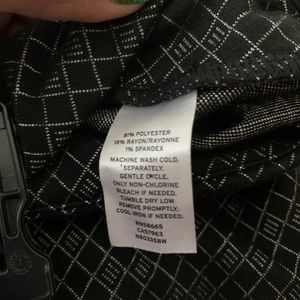 81% POLYESTER
18% RAYON/RAYONNE
1% SPANDEX
MACHINE WASH COLD.
SEPARATELY.
GENTLE CYCLE.
ONLY NON-CHLORINE
BLEACH IF NEEDED.
TUMBLE DRY LOW
REMOVE PROMPTLY.
COOL IRON IF NEEDED.
RN58665
CA57963
N80335BW